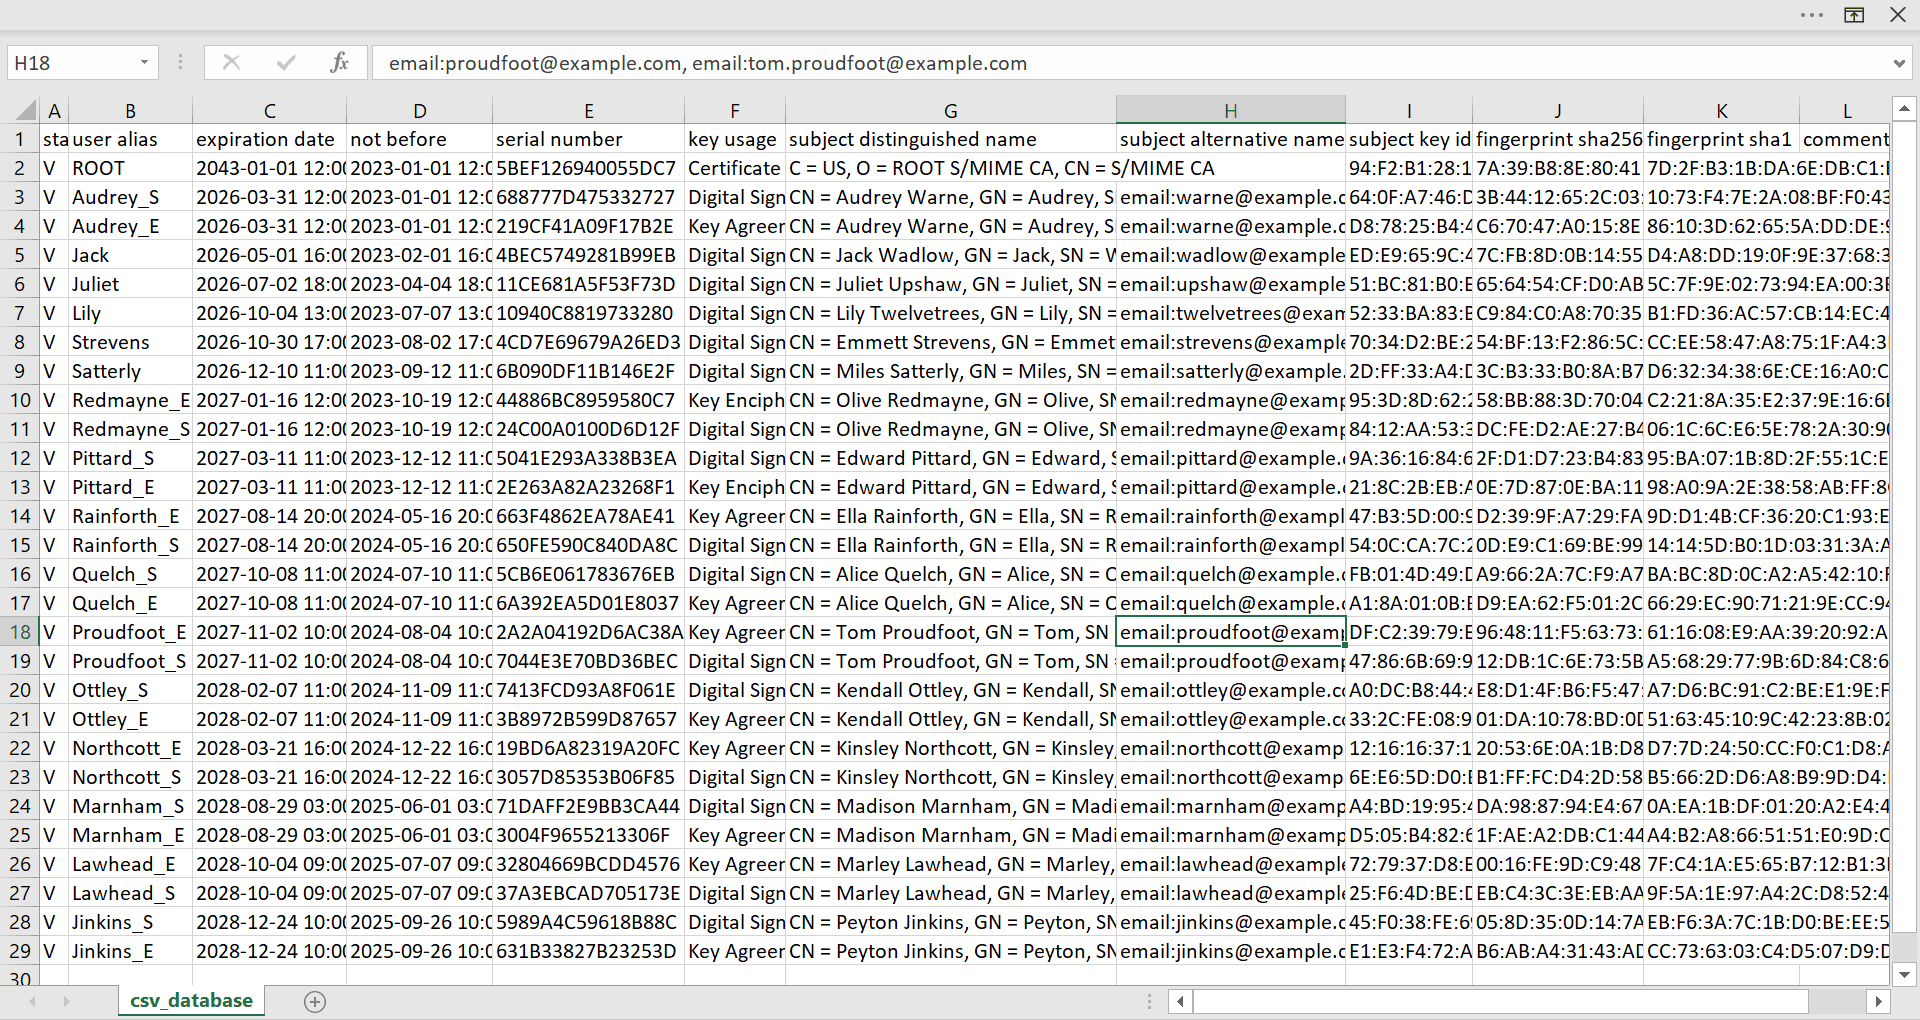 H18 fx email:proudfoot@example.com, email:tom.proudfoot@example.com
A B C D E F G H I J K L
1 sta user alias expiration date not before serial number key usage subject distinguished name subject alternative name subject key id fingerprint sha256 fingerprint sha1 comment
2 V ROOT 2043-01-01 12:00 2023-01-01 12:0 5BEF126940055DC7 Certificate C = US, O = ROOT S/MIME CA, CN = S/MIME CA 94:F2:B1:28:1 7A:39:B8:8E:80:41 7D:2F:B3:1B:DA:6E:DB:C1:
3 V Audrey_S 2026-03-31 12:00 2023-01-01 12:0 688777D475332727 Digital Sign CN = Audrey Warne, GN = Audrey, S email:warne@example.c 64:0F:A7:46: 3B:44:12:65:2C:03: 10:73:F4:7E:2A:08:BF:F0:43
4 V Audrey_E 2026-03-31 12:00 2023-01-01 12:0 219CF41A09F17B2E Key Agreer CN = Audrey Warne, GN = Audrey, S email:warne@example.c D8:78:25:B4:4 C6:70:47:A0:15:8E 86:10:3D:62:65:5A:DD:DE:9
5 V Jack 2026-05-01 16:00 2023-02-01 16:0 4BEC5749281B99EB Digital Sign CN = Jack Wadlow, GN = Jack, SN = W email:wadlow@example ED:E9:65:9C:4 7C:FB:8D:0B:14:55 D4:A8:DD:19:0F:9E:37:68:3
6 V Juliet 2026-07-02 18:00 2023-04-04 18:0 11CE681A5F53F73D Digital Sign CN = Juliet Upshaw, GN = Juliet, SN = email:upshaw@example 51:BC:81:B0:E 65:64:54:CF:D0:AB 5C:7F:9E:02:73:94:EA:00:3E
7 V Lily 2026-10-04 13:00 2023-07-07 13:0 10940C8819733280 Digital Sign CN = Lily Twelvetrees, GN = Lily, SN = email:twelvetrees@exam 52:33:BA:83:E C9:84:C0:A8:70:35 B1:FD:36:AC:57:CB:14:EC:4
8 V Strevens 2026-10-30 17:00 2023-08-02 17:0 4CD7E69679A26ED3 Digital Sign CN = Emmett Strevens, GN = Emmet email:strevens@example 70:34:D2:BE:2 54:BF:13:F2:86:5C: CC:EE:58:47:A8:75:1F:A4:3
9 V Satterly 2026-12-10 11:00 2023-09-12 11:0 6B090DF11B146E2F Digital Sign CN = Miles Satterly, GN = Miles, SN = email:satterly@example. 2D:FF:33:A4:D 3C:B3:33:B0:8A:B7 D6:32:34:38:6E:CE:16:A0:C
10 V Redmayne_E 2027-01-16 12:00 2023-10-19 12:0 44886BC8959580C7 Key Enciph CN = Olive Redmayne, GN = Olive, SN email:redmayne@examp 95:3D:8D:62:2 58:BB:88:3D:70:04 C2:21:8A:35:E2:37:9E:16:6
11 V Redmayne_S 2027-01-16 12:00 2023-10-19 12:0 24C00A0100D6D12F Digital Sign CN = Olive Redmayne, GN = Olive, SN email:redmayne@examp 84:12:AA:53:3 DC:FE:D2:AE:27:B4 06:1C:6C:E6:5E:78:2A:30:9
12 V Pittard_S 2027-03-11 11:00 2023-12-12 11:0 5041E293A338B3EA Digital Sign CN = Edward Pittard, GN = Edward, S email:pittard@example. 9A:36:16:84:6 2F:D1:D7:23:B4:83 95:BA:07:1B:8D:2F:55:1C:E
13 V Pittard_E 2027-03-11 11:00 2023-12-12 11:0 2E263A82A23268F1 Key Enciph CN = Edward Pittard, GN = Edward, S email:pittard@example. 21:8C:2B:EB:A 0E:7D:87:0E:BA:11 98:A0:9A:2E:38:58:AB:FF:8
14 V Rainforth_E 2027-08-14 20:00 2024-05-16 20:0 663F4862EA78AE41 Key Agreer CN = Ella Rainforth, GN = Ella, SN = R email:rainforth@exampl 47:B3:5D:00:9 D2:39:9F:A7:29:FA 9D:D1:4B:CF:36:20:C1:93:E
15 V Rainforth_S 2027-08-14 20:00 2024-05-16 20:0 650FE590C840DA8C Digital Sign CN = Ella Rainforth, GN = Ella, SN = R email:rainforth@exampl 54:0C:CA:7C:2 0D:E9:C1:69:BE:99 14:14:5D:B0:1D:03:31:3A:A
16 V Quelch_S 2027-10-08 11:00 2024-07-10 11:0 5CB6E061783676EB Digital Sign CN = Alice Quelch, GN = Alice, SN = Q email:quelch@example.c FB:01:4D:49:D A9:66:2A:7C:F9:A7 BA:BC:8D:0C:A2:A5:42:10:F
17 V Quelch_E 2027-10-08 11:00 2024-07-10 11:0 6A392EA5D01E8037 Key Agreer CN = Alice Quelch, GN = Alice, SN = Q email:quelch@example.c A1:8A:01:0B:E D9:EA:62:F5:01:2C 66:29:EC:90:71:21:9E:CC:94
18 V Proudfoot_E 2027-11-02 10:00 2024-08-04 10:0 2A2A04192D6AC38A Key Agreer CN = Tom Proudfoot, GN = Tom, SN email:proudfoot@examp DF:C2:39:79:E 96:48:11:F5:63:73: 61:16:08:E9:AA:39:20:92:A
19 V Proudfoot_S 2027-11-02 10:00 2024-08-04 10:0 7044E3E70BD36BEC Digital Sign CN = Tom Proudfoot, GN = Tom, SN email:proudfoot@examp 47:86:6B:69:9 12:DB:1C:6E:73:5B A5:68:29:77:9B:6D:84:C8:6
20 V Ottley_S 2028-02-07 11:00 2024-11-09 11:0 7413FCD93A8F061E Digital Sign CN = Kendall Ottley, GN = Kendall, SN email:ottley@example.co A0:DC:B8:44:4 E8:D1:4F:B6:F5:47: A7:D6:BC:91:C2:BE:E1:9E:F
21 V Ottley_E 2028-02-07 11:00 2024-11-09 11:0 3B8972B599D87657 Key Agreer CN = Kendall Ottley, GN = Kendall, SN email:ottley@example.co 33:2C:FE:08:9 01:DA:10:78:BD:0D 51:63:45:10:9C:42:23:8B:02
22 V Northcott_E 2028-03-21 16:00 2024-12-22 16:0 19BD6A82319A20FC Key Agreer CN = Kinsley Northcott, GN = Kinsley, email:northcott@examp 12:16:16:37:1 20:53:6E:0A:1B:D8 D7:7D:24:50:CC:F0:C1:D8:A
23 V Northcott_S 2028-03-21 16:00 2024-12-22 16:0 3057D85353B06F85 Digital Sign CN = Kinsley Northcott, GN = Kinsley, email:northcott@examp 6E:E6:5D:D0:E B1:FF:FC:D4:2D:58 B5:66:2D:D6:A8:B9:9D:D4:
24 V Marnham_S 2028-08-29 03:00 2025-06-01 03:0 71DAFF2E9BB3CA44 Digital Sign CN = Madison Marnham, GN = Madi email:marnham@examp A4:BD:19:95:4 DA:98:87:94:E4:67 0A:EA:1B:DF:01:20:A2:E4:4
25 V Marnham_E 2028-08-29 03:00 2025-06-01 03:0 3004F9655213306F Key Agreer CN = Madison Marnham, GN = Madi email:marnham@examp D5:05:B4:82:6 1F:AE:A2:DB:C1:44 A4:B2:A8:66:51:51:E0:9D:C
26 V Lawhead_E 2028-10-04 09:00 2025-07-07 09:0 32804669BCDD4576 Key Agreer CN = Marley Lawhead, GN = Marley, email:lawhead@example 72:79:37:D8:E 00:16:FE:9D:C9:48 7F:C4:1A:E5:65:B7:12:B1:3
27 V Lawhead_S 2028-10-04 09:00 2025-07-07 09:0 37A3EBCAD705173E Digital Sign CN = Marley Lawhead, GN = Marley, email:lawhead@example 25:F6:4D:BE:D EB:C4:3C:3E:EB:AA 9F:5A:1E:97:A4:2C:D8:52:4
28 V Jinkins_S 2028-12-24 10:00 2025-09-26 10:0 5989A4C59618B88C Digital Sign CN = Peyton Jinkins, GN = Peyton, SN email:jinkins@example.c 45:F0:38:FE:69 05:8D:35:0D:14:7A EB:F6:3A:7C:1B:D0:BE:EE:5
29 V Jinkins_E 2028-12-24 10:00 2025-09-26 10:0 631B33827B23253D Key Agreer CN = Peyton Jinkins, GN = Peyton, SN email:jinkins@example.c E1:E3:F4:72:A B6:AB:A4:31:43:AD CC:73:63:03:C4:D5:07:D9:D
30
csv_database